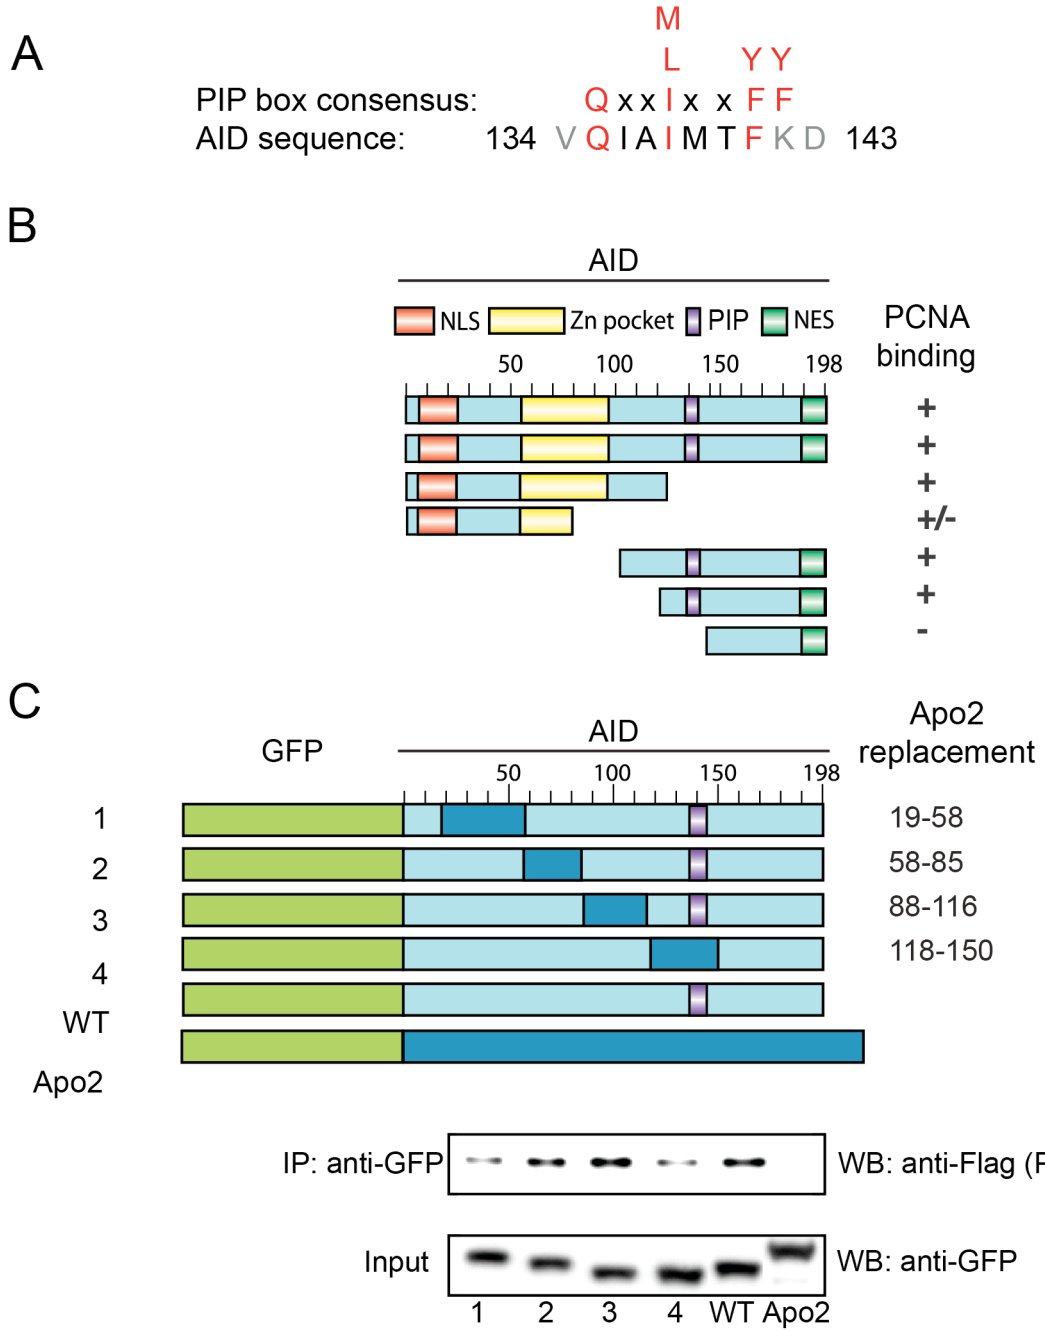 A
M
L Y Y
PIP box consensus: Q x x I x x F F
AID sequence: 134 V Q I A I M T F K D 143
B
AID
NLS Zn pocket PIP NES
PCNA
binding
50 100 150 198
+
+
+
+/-
+
+
-
C
Apo2
replacement
GFP
AID
50 100 150 198
1 19-58
2 58-85
3 88-116
4 118-150
WT
Apo2
IP: anti-GFP WB: anti-Flag (
Input WB: anti-GFP
1 2 3 4 WT Apo2